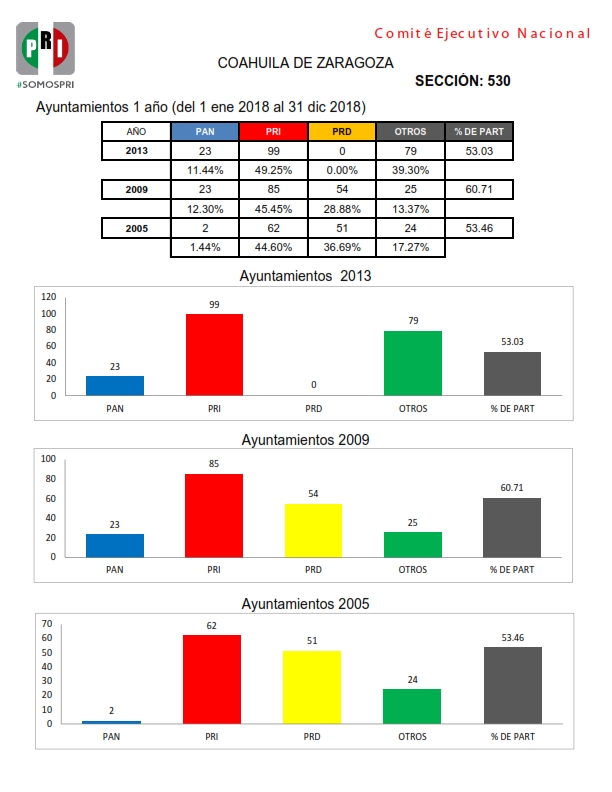 Comité Ejecutivo Nacional
PRI
#SOMOSPRI
COAHUILA DE ZARAGOZA
SECCIÓN: 530
Ayuntamientos 1 año (del 1 ene 2018 al 31 dic 2018)
AÑO PAN PRI PRD OTROS % DE PART
2013 23 99 0 79 53.03
11.44% 49.25% 0.00% 39.30%
2009 23 85 54 25 60.71
12.30% 45.45% 28.88% 13.37%
2005 2 62 51 24 53.46
1.44% 44.60% 36.69% 17.27%
Ayuntamientos 2013
120
100
80
60
40
20
0
23 99 0 79 53.03
PAN PRI PRD OTROS % DE PART
Ayuntamientos 2009
100
80
60
40
20
0
23 85 54 25 60.71
PAN PRI PRD OTROS % DE PART
Ayuntamientos 2005
70
60
50
40
30
20
10
0
2 62 51 24 53.46
PAN PRI PRD OTROS % DE PART